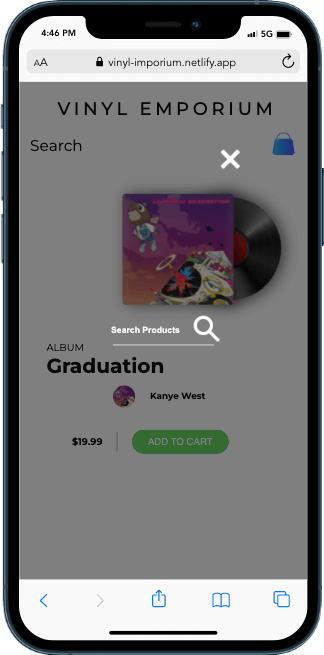 4:46 PM
5G
AA
vinyl-imporium.netlify.app
VINYL EMPORIUM
Search
Search Products
ALBUM
Graduation
Kanye West
$19.99
ADD TO CART